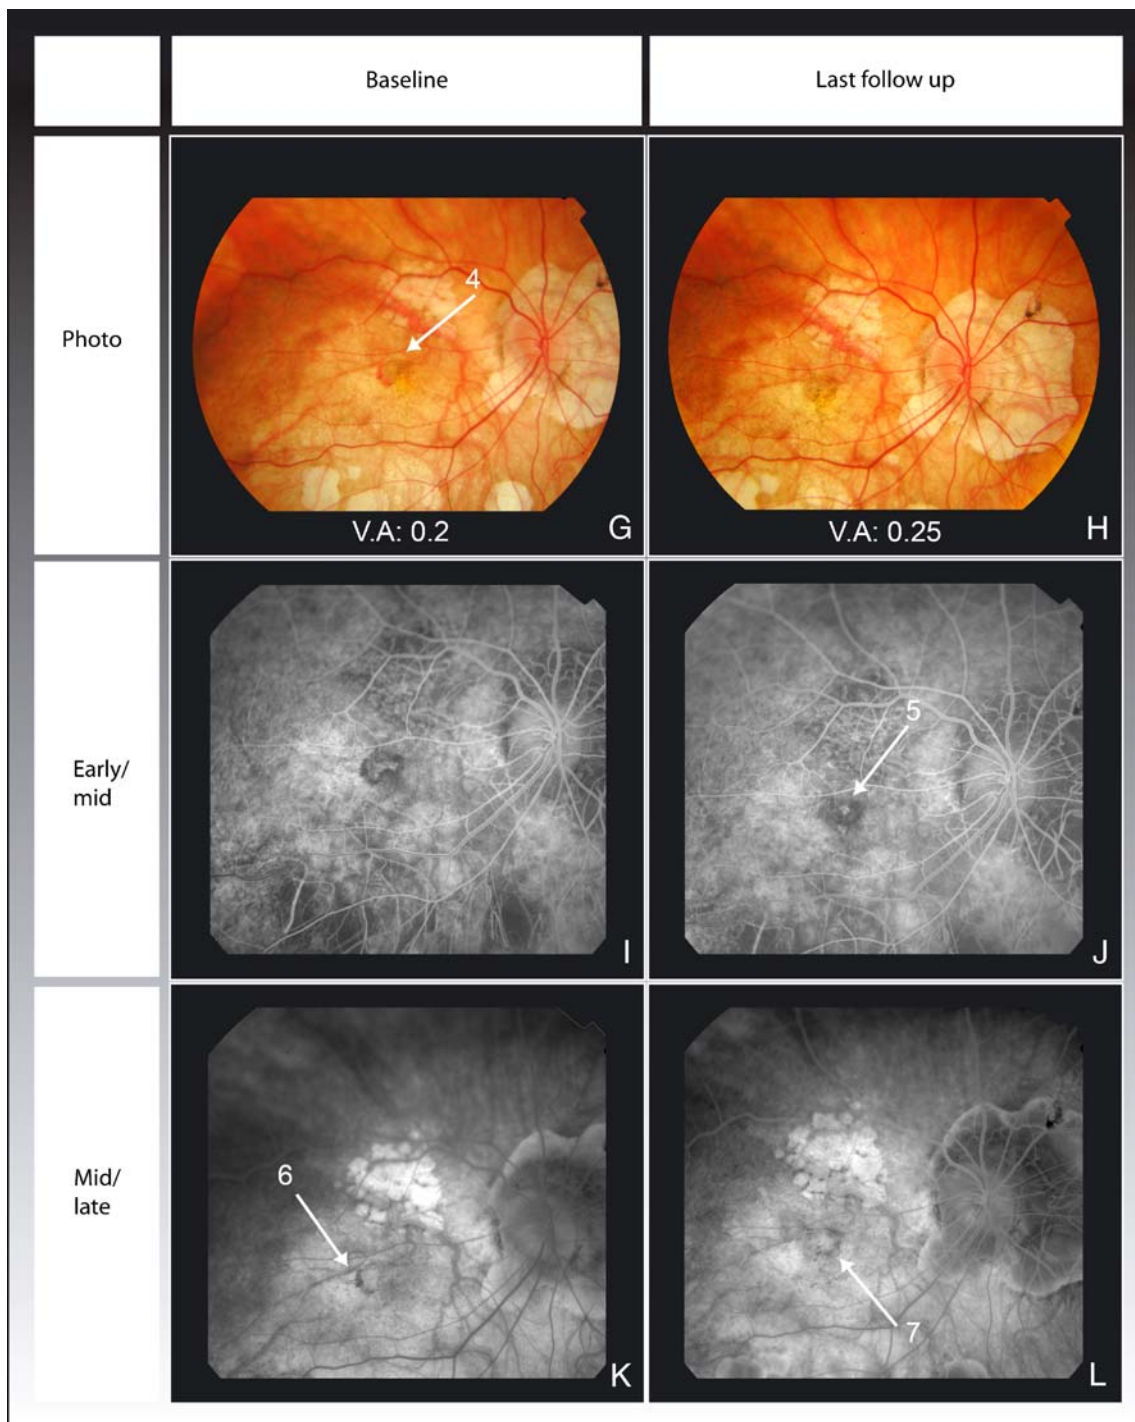 Baseline
Last follow up
Photo
4
V.A: 0.2
G
V.A: 0.25
H
Early/
mid
I
5
J
Mid/
late
6
K
7
L